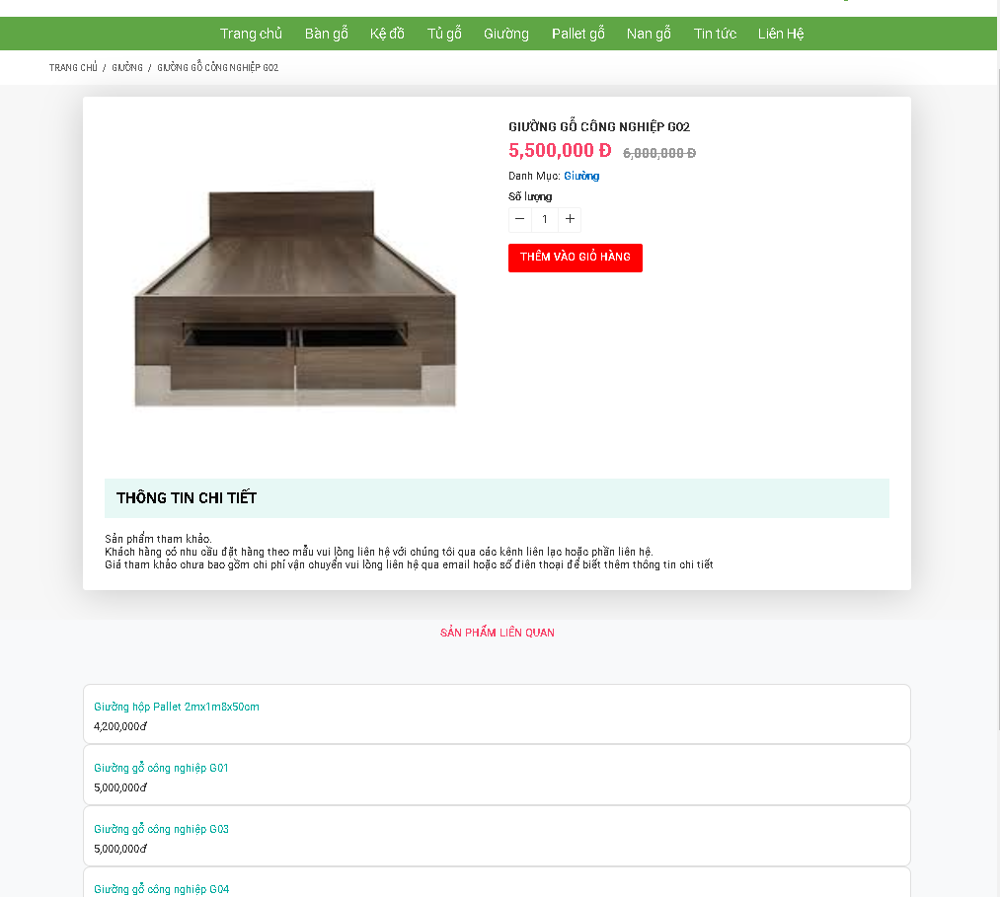 Trang chủ Bàn gỗ Kệ đồ Tủ gỗ Giường Pallet gỗ Nan gỗ Tin tức Liên Hệ
TRANG CHỦ / GIƯỜNG / GIƯỜNG GỖ CÔNG NGHIỆP G02
GIƯỜNG GỖ CÔNG NGHIỆP G02
5,500,000 Đ 6,000,000 Đ
Danh Mục: Giường
Số lượng
− 1 +
THÊM VÀO GIỎ HÀNG
THÔNG TIN CHI TIẾT
Sản phẩm tham khảo.
Khách hàng có nhu cầu đặt hàng theo mẫu vui lòng liên hệ với chúng tôi qua các kênh liên lạc hoặc phần liên hệ.
Giá tham khảo chưa bao gồm chi phí vận chuyển vui lòng liên hệ qua email hoặc số điên thoại để biết thêm thông tin chi tiết
SẢN PHẨM LIÊN QUAN
Giường hộp Pallet 2mx1m8x50cm
4,200,000đ
Giường gỗ công nghiệp G01
5,000,000đ
Giường gỗ công nghiệp G03
5,000,000đ
Giường gỗ công nghiệp G04